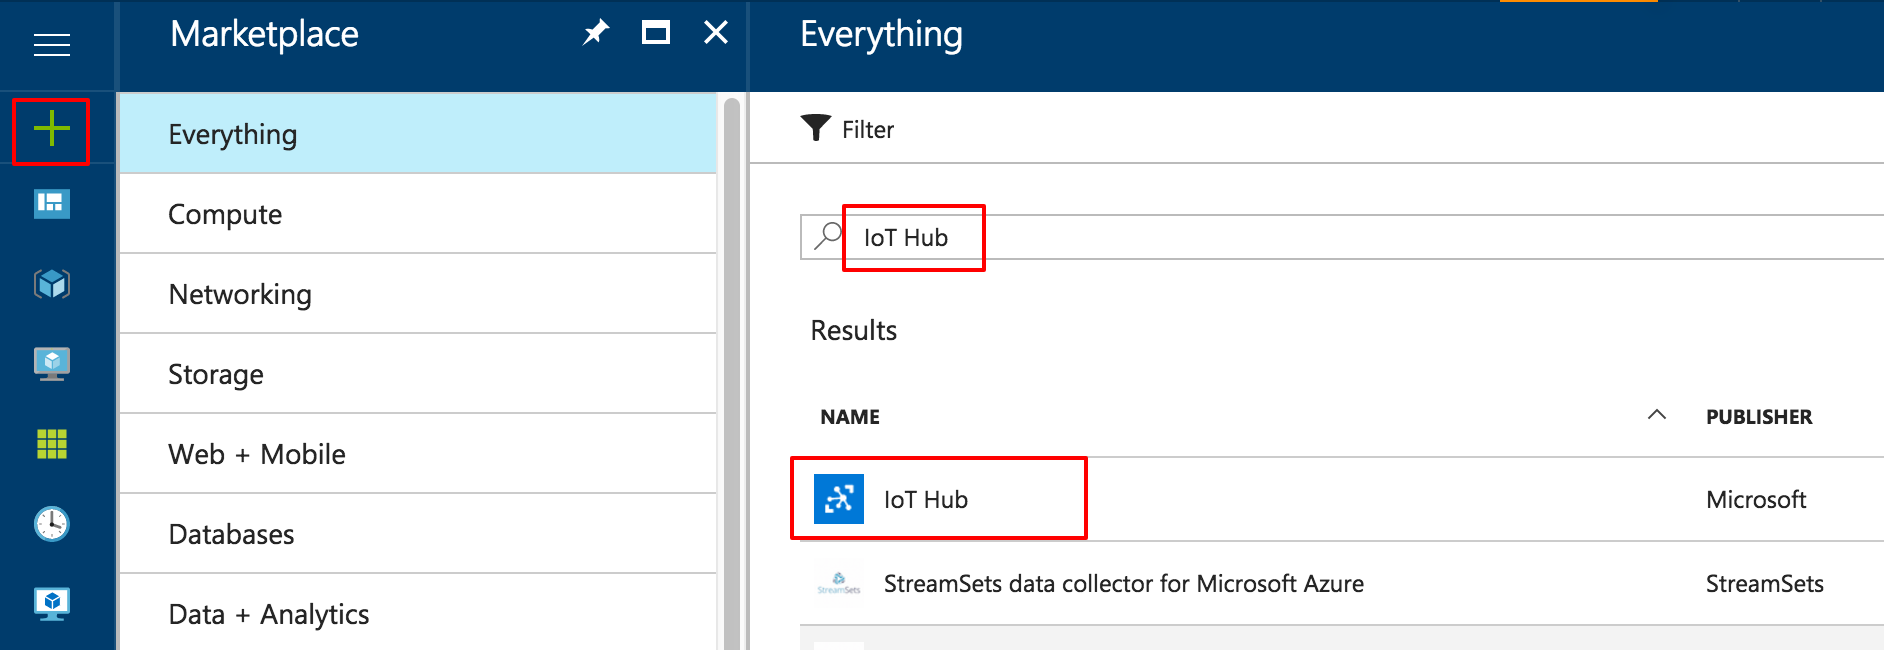 Marketplace
Everything
Compute
Networking
Storage
Web + Mobile
Databases
Data + Analytics
Everything
Filter
IoT Hub
Results
NAME PUBLISHER
IoT Hub Microsoft
StreamSets StreamSets data collector for Microsoft Azure StreamSets